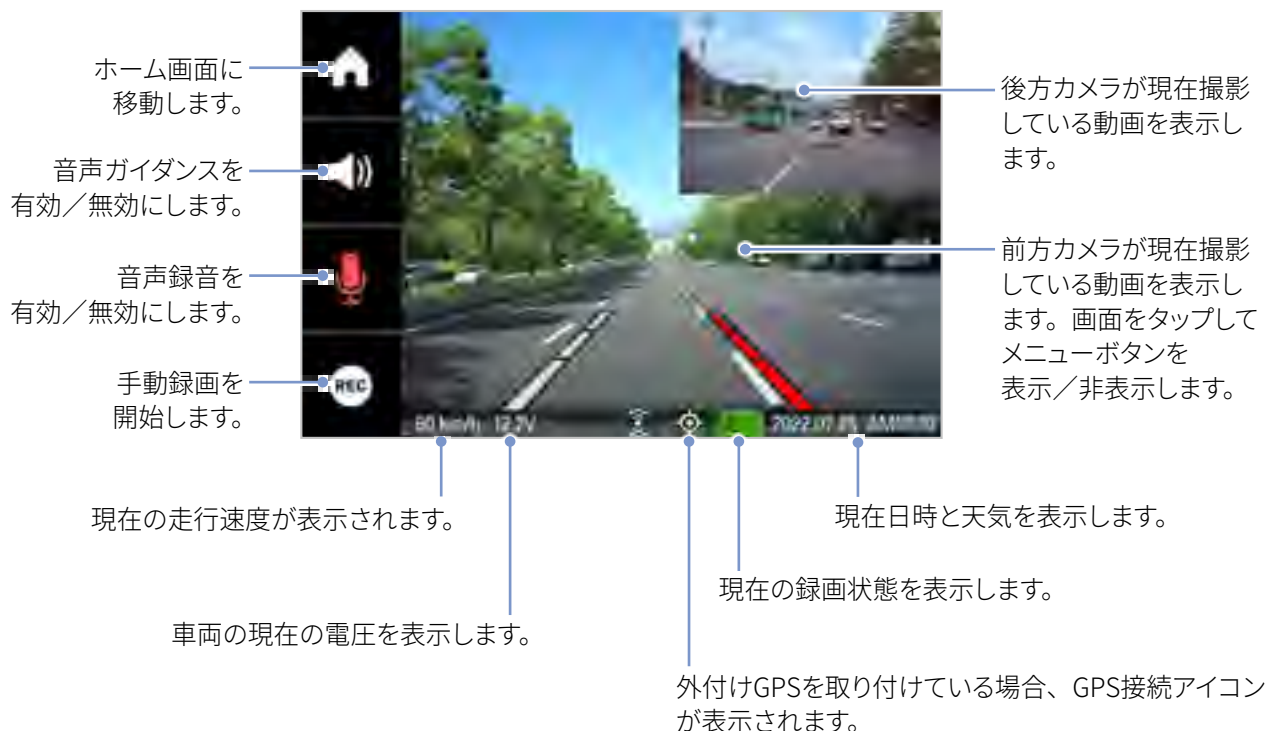 ホーム画面に
移動します。
音声ガイダンスを
有効／無効にします。
音声録音を
有効／無効にします。
手動録画を
開始します。
REC
後方カメラが現在撮影
している動画を表示し
ます。
前方カメラが現在撮影
している動画を表示し
ます。画面をタップして
メニューボタンを
表示／非表示します。
80 km/h 12.2V
現在の走行速度が表示されます。
現在日時と天気を表示します。
現在の録画状態を表示します。
車両の現在の電圧を表示します。
外付けGPSを取り付けている場合、GPS接続アイコン
が表示されます。